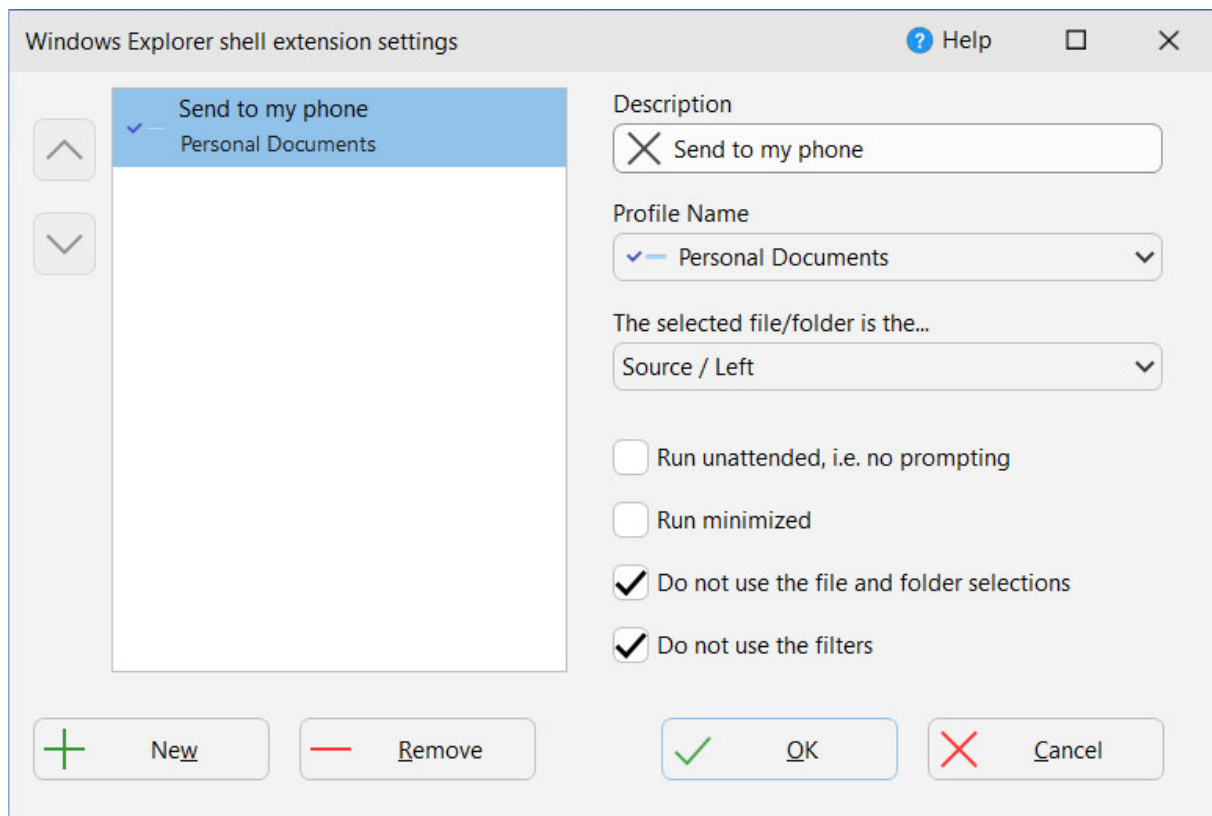 Windows Explorer shell extension settings
? Help
Send to my phone
Personal Documents
Description
Send to my phone
Profile Name
Personal Documents
The selected file/folder is the...
Source / Left
Run unattended, i.e. no prompting
Run minimized
Do not use the file and folder selections
Do not use the filters
New
Remove
OK
Cancel